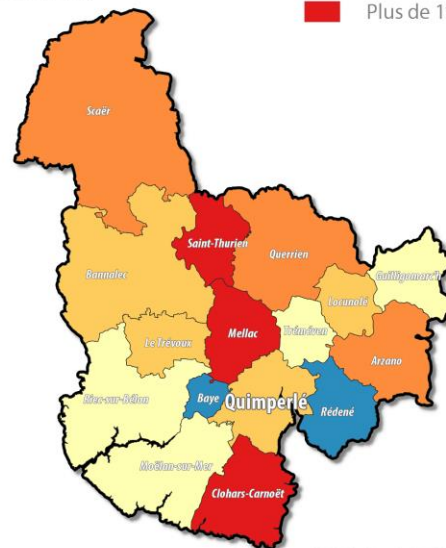 Plus de 1
Scaër
Saint-Thurien
Querrien
Guilligomarc'h
Bannalec
Locunolé
Mellac
Tréméven
Le Trévoux
Arzano
Riec-sur-Bélon
Baye
Quimperlé
Rédené
Moëlan-sur-Mer
Clohars-Carnoët